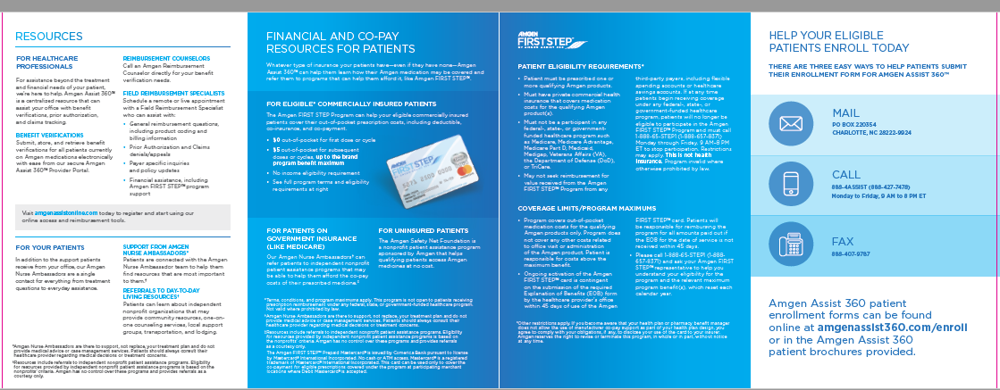 RESOURCES
FOR HEALTHCARE
PROFESSIONALS
For assistance beyond the treatment
and financial needs of your patient,
we're here to help. Amgen Assist 360™
is a centralized resource that can
assist your office with benefit
verifications, prior authorization,
and claims tracking.
BENEFIT VERIFICATIONS
Submit, store, and retrieve benefit
verifications for all patients currently
on Amgen medications electronically
with ease from our secure Amgen
Assist 360™ Provider Portal.
REIMBURSEMENT COUNSELORS
Call an Amgen Reimbursement
Counselor directly for your benefit
verification needs.
FIELD REIMBURSEMENT SPECIALISTS
Schedule a remote or live appointment
with a Field Reimbursement Specialist
who can assist with:
• General reimbursement questions,
including product coding and
billing information
• Prior Authorization and Claims
denials/appeals
• Payer specific inquiries
and policy updates
• Financial assistance, including
Amgen FIRST STEP™ program
support
Visit amgenassistonline.com today to register and start using our
online access and reimbursement tools.
FOR YOUR PATIENTS
In addition to the support patients
receive from your office, our Amgen
Nurse Ambassadors* are a single
contact for everything from treatment
questions to everyday assistance.
SUPPORT FROM AMGEN
NURSE AMBASSADORS*
Patients are connected with the Amgen
Nurse Ambassador team to help them
find resources that are most important
to them.†
REFERRALS TO DAY-TO-DAY
LIVING RESOURCES†
Patients can learn about independent
nonprofit organizations that may
provide community resources, one-on-
one counseling services, local support
groups, transportation, and lodging.
*Amgen Nurse Ambassadors are there to support, not replace, your treatment plan and do not
provide medical advice or case management services. Patients should always consult their
healthcare provider regarding medical decisions or treatment concerns.
†Resources include referrals to independent nonprofit patient assistance programs. Eligibility
for resources provided by independent nonprofit patient assistance programs is based on the
nonprofits' criteria. Amgen has no control over these programs and provides referrals as a
courtesy only.
FINANCIAL AND CO-PAY
RESOURCES FOR PATIENTS
Whatever type of insurance your patients have—even if they have none—Amgen
Assist 360™ can help them learn how their Amgen medication may be covered and
refer them to programs that can help them afford it, like Amgen FIRST STEP™.
FOR ELIGIBLE* COMMERCIALLY INSURED PATIENTS
The Amgen FIRST STEP Program can help your eligible commercially insured
patients cover their out-of-pocket prescription costs, including deductible,
co-insurance, and co-payment.
• $0 out-of-pocket for first dose or cycle
• $5 out-of-pocket for subsequent
doses or cycles, up to the brand
program benefit maximum
• No income eligibility requirement
• See full program terms and eligibility
requirements at right
FOR PATIENTS ON
GOVERNMENT INSURANCE
(LIKE MEDICARE)
Our Amgen Nurse Ambassadors† can
refer patients to independent nonprofit
patient assistance programs that may
be able to help them afford the co-pay
costs of their prescribed medicine.‡
FOR UNINSURED PATIENTS
The Amgen Safety Net Foundation is
a nonprofit patient assistance program
sponsored by Amgen that helps
qualifying patients access Amgen
medicines at no cost.
*Terms, conditions, and program maximums apply. This program is not open to patients receiving
prescription reimbursement under any federal, state, or government-funded healthcare program.
Not valid where prohibited by law.
†Amgen Nurse Ambassadors are there to support, not replace, your treatment plan and do not
provide medical advice or case management services. Patients should always consult their
healthcare provider regarding medical decisions or treatment concerns.
‡Resources include referrals to independent nonprofit patient assistance programs. Eligibility
for resources provided by independent nonprofit patient assistance programs is based on
the nonprofits' criteria. Amgen has no control over these programs and provides referrals
as a courtesy only.
The Amgen FIRST STEP™ Prepaid Mastercard® is issued by Comerica Bank pursuant to license
by Mastercard® International Incorporated. No cash or ATM access. Mastercard® is a registered
trademark of Mastercard® International Incorporated. This card can be used only to cover the
co-payment for eligible prescriptions covered under the program at participating merchant
locations where Debit Mastercard® is accepted.
AMGEN
FIRST STEP™
BY AMGEN ASSIST 360™
PATIENT ELIGIBILITY REQUIREMENTS*
• Patient must be prescribed one or
more qualifying Amgen products.
• Must have private commercial health
insurance that covers medication
costs for the qualifying Amgen
product(s).
• Must not be a participant in any
federal-, state-, or government-
funded healthcare program such
as Medicare, Medicare Advantage,
Medicare Part D, Medicaid,
Medigap, Veterans Affairs (VA),
the Department of Defense (DoD),
or TriCare.
• May not seek reimbursement for
value received from the Amgen
FIRST STEP™ Program from any
third-party payers, including flexible
spending accounts or healthcare
savings accounts. If at any time
patients begin receiving coverage
under any federal-, state-, or
government-funded healthcare
program, patients will no longer be
eligible to participate in the Amgen
FIRST STEP™ Program and must call
1-888-65-STEP1 (1-888-657-8371)
Monday through Friday, 9 AM–8 PM
ET to stop participation. Restrictions
may apply. This is not health
insurance. Program invalid where
otherwise prohibited by law.
COVERAGE LIMITS/PROGRAM MAXIMUMS
• Program covers out-of-pocket
medication costs for the qualifying
Amgen products only. Program does
not cover any other costs related
to office visit or administration
of the Amgen product. Patient is
responsible for costs above the
maximum benefit.
• Ongoing activation of the Amgen
FIRST STEP™ card is contingent
on the submission of the required
Explanation of Benefits (EOB) form
by the healthcare provider's office
within 45 days of use of the Amgen
FIRST STEP™ card. Patients will
be responsible for reimbursing the
program for all amounts paid out if
the EOB for the date of service is not
received within 45 days.
• Please call 1-888-65-STEP1 (1-888-
657-8371) and ask your Amgen FIRST
STEP™ representative to help you
understand your eligibility for the
program and the relevant maximum
program benefit(s), which reset each
calendar year.
*Other restrictions apply. If you become aware that your health plan or pharmacy benefit manager
does not allow the use of manufacturer co-pay support as part of your health plan design, you
agree to comply with your obligations, if any, to disclose your use of the card to your insurer.
Amgen reserves the right to revise or terminate this program, in whole or in part, without notice
at any time.
HELP YOUR ELIGIBLE
PATIENTS ENROLL TODAY
THERE ARE THREE EASY WAYS TO HELP PATIENTS SUBMIT
THEIR ENROLLMENT FORM FOR AMGEN ASSIST 360™
MAIL
PO BOX 220354
CHARLOTTE, NC 28222-9924
CALL
888-4ASSIST (888-427-7478)
Monday to Friday, 9 AM to 8 PM ET
FAX
888-407-9787
Amgen Assist 360 patient
enrollment forms can be found
online at amgenassist360.com/enroll
or in the Amgen Assist 360
patient brochures provided.